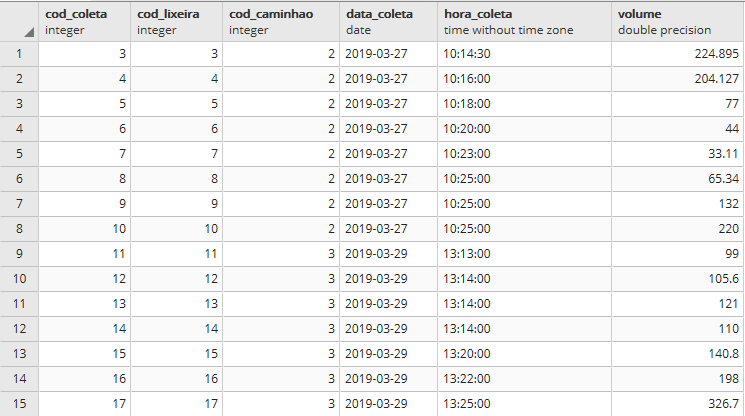 cod_coleta cod_lixeira cod_caminhao data_coleta hora_coleta volume
integer integer integer date time without time zone double precision
1 3 3 2 2019-03-27 10:14:30 224.895
2 4 4 2 2019-03-27 10:16:00 204.127
3 5 5 2 2019-03-27 10:18:00 77
4 6 6 2 2019-03-27 10:20:00 44
5 7 7 2 2019-03-27 10:23:00 33.11
6 8 8 2 2019-03-27 10:25:00 65.34
7 9 9 2 2019-03-27 10:25:00 132
8 10 10 2 2019-03-27 10:25:00 220
9 11 11 3 2019-03-29 13:13:00 99
10 12 12 3 2019-03-29 13:14:00 105.6
11 13 13 3 2019-03-29 13:14:00 121
12 14 14 3 2019-03-29 13:14:00 110
13 15 15 3 2019-03-29 13:20:00 140.8
14 16 16 3 2019-03-29 13:22:00 198
15 17 17 3 2019-03-29 13:25:00 326.7